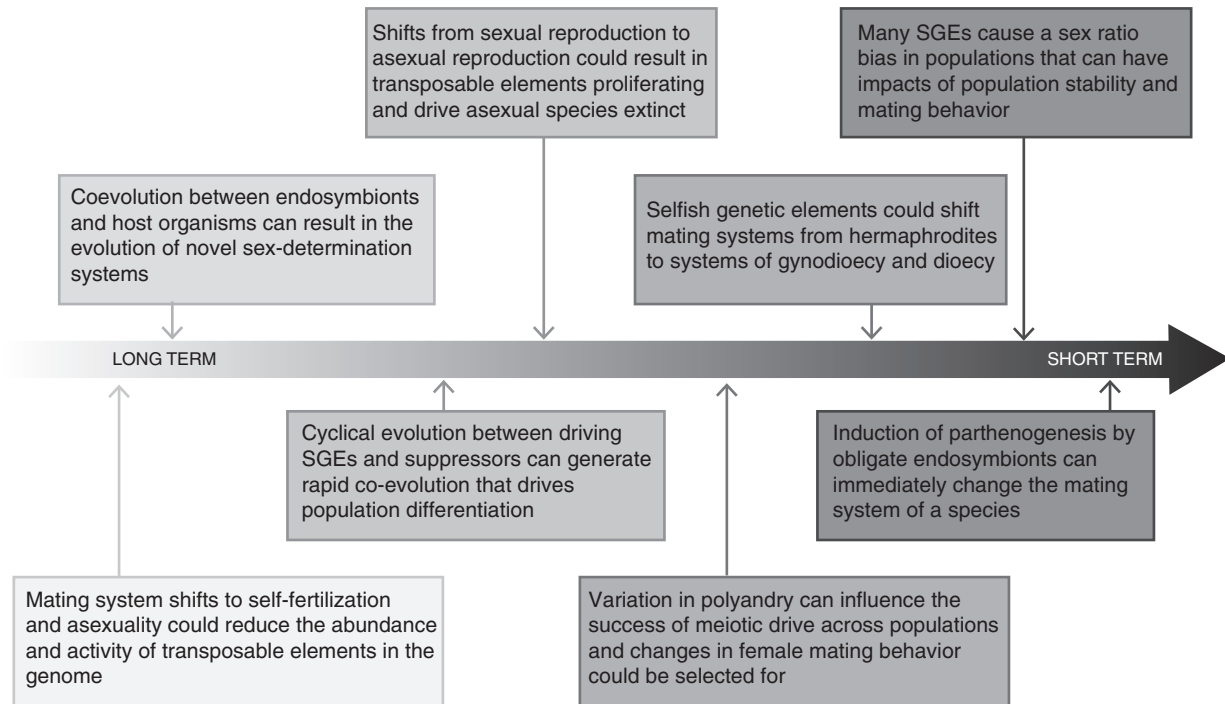 Shifts from sexual reproduction to
asexual reproduction could result in
transposable elements proliferating
and drive asexual species extinct
Many SGEs cause a sex ratio
bias in populations that can have
impacts of population stability and
mating behavior
Coevolution between endosymbionts
and host organisms can result in the
evolution of novel sex-determination
systems
Selfish genetic elements could shift
mating systems from hermaphrodites
to systems of gynodioecy and dioecy
LONG TERM
SHORT TERM
Cyclical evolution between driving
SGEs and suppressors can generate
rapid co-evolution that drives
population differentiation
Induction of parthenogenesis by
obligate endosymbionts can
immediately change the mating
system of a species
Mating system shifts to self-fertilization
and asexuality could reduce the abundance
and activity of transposable elements in the
genome
Variation in polyandry can influence the
success of meiotic drive across populations
and changes in female mating behavior
could be selected for